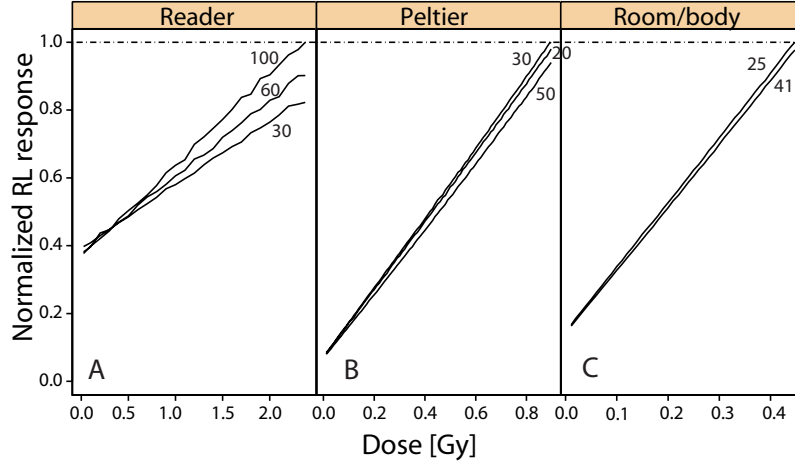 Reader Peltier Room/body
1.0
0.8
0.6
0.4
0.2
0.0
Normalized RL response
100
60
30
A
30
20
50
B
25
41
C
0.0 0.5 1.0 1.5 2.0
0.0 0.2 0.4 0.6 0.8
0.0 0.1 0.2 0.3 0.4
Dose [Gy]